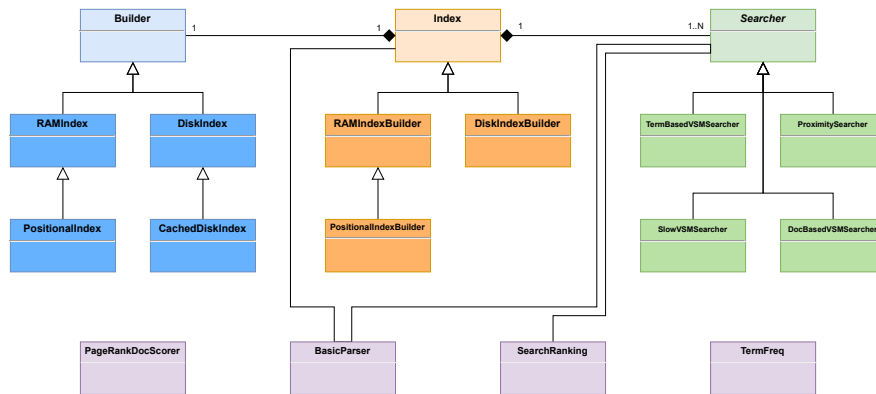 Builder
1
1
Index
1
1..N
Searcher
RAMIndex
DiskIndex
RAMIndexBuilder
DiskIndexBuilder
TermBasedVSMSearcher
ProximitySearcher
PositionalIndex
CachedDiskIndex
PositionalIndexBuilder
SlowVSMSearcher
DocBasedVSMSearcher
PageRankDocScorer
BasicParser
SearchRanking
TermFreq